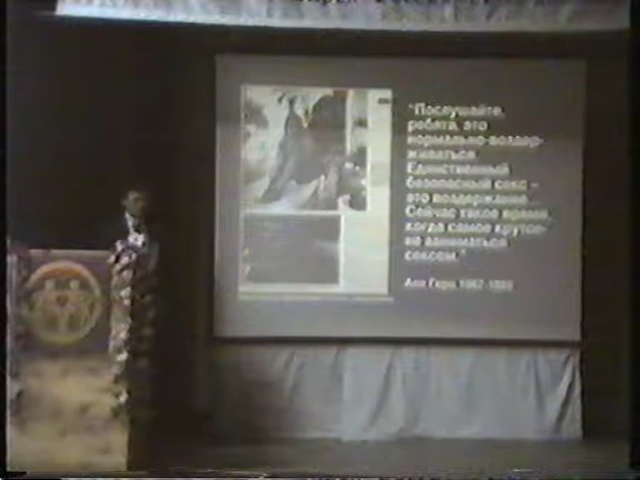 "Послушайте,
ребята, это
нормально воздер-
живаться.
Единственный
безопасный секс –
это воздержание...
Сейчас такое время,
когда самое крутое-
не заниматься
сексом."